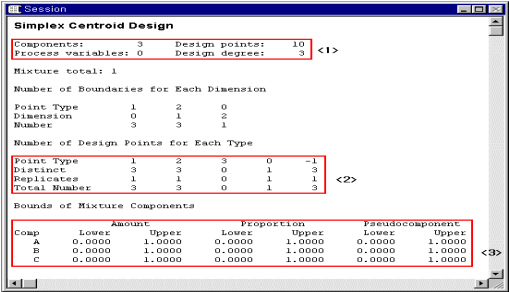 Session
Simplex Centroid Design
Components: 3 Design points: 10
Process variables: 0 Design degree: 3
<1>
Mixture total: 1
Number of Boundaries for Each Dimension
Point Type 1 2 0
Dimension 0 1 2
Number 3 3 1
Number of Design Points for Each Type
Point Type 1 2 3 0 -1
Distinct 3 3 0 1 3
Replicates 1 1 0 1 1
Total Number 3 3 0 1 3
<2>
Bounds of Mixture Components
Amount Proportion Pseudocomponent
Comp Lower Upper Lower Upper Lower Upper
A 0.0000 1.0000 0.0000 1.0000 0.0000 1.0000
B 0.0000 1.0000 0.0000 1.0000 0.0000 1.0000
C 0.0000 1.0000 0.0000 1.0000 0.0000 1.0000
<3>